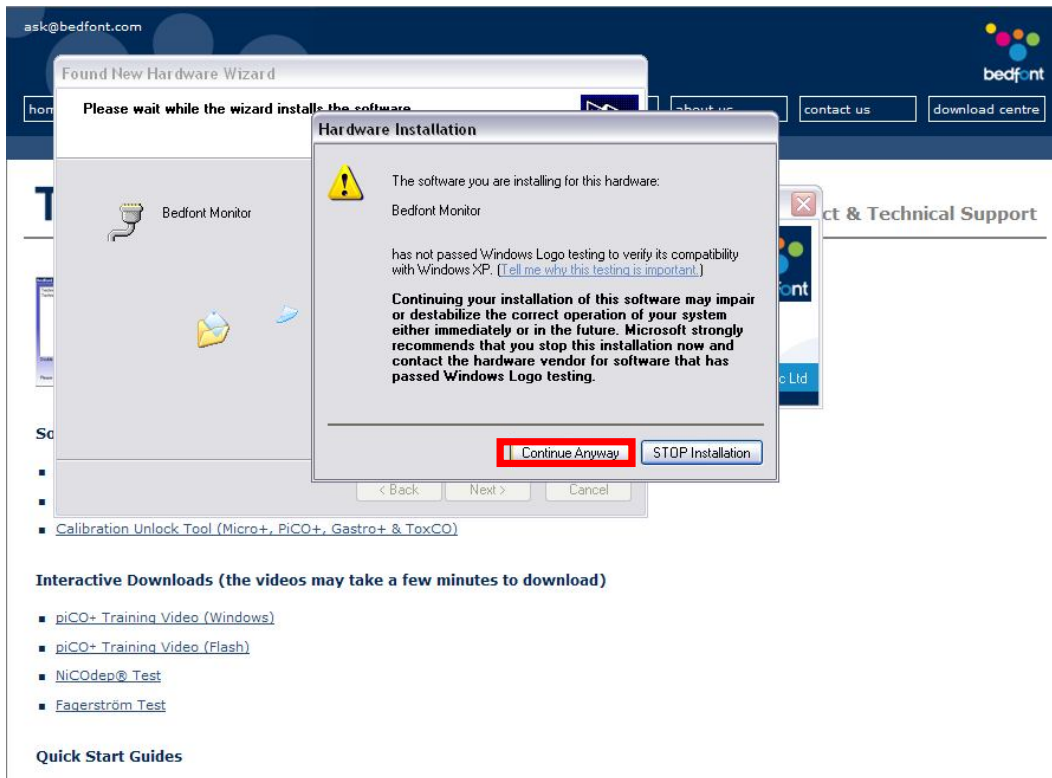 ask@bedfont.com
bedfont
Found New Hardware Wizard
Please wait while the wizard installs the software
hom
about us
contact us
download centre
Hardware Installation
The software you are installing for this hardware:
Bedfont Monitor
Bedfont Monitor
has not passed Windows Logo testing to verify its compatibility
with Windows XP. (Tell me why this testing is important.)
Continuing your installation of this software may impair
or destabilize the correct operation of your system
either immediately or in the future. Microsoft strongly
recommends that you stop this installation now and
contact the hardware vendor for software that has
passed Windows Logo testing.
Continue Anyway
STOP Installation
T
ct & Technical Support
ont
c Ltd
So
< Back
Next >
Cancel
Calibration Unlock Tool (Micro+, PiCO+, Gastro+ & ToxCO)
Interactive Downloads (the videos may take a few minutes to download)
piCO+ Training Video (Windows)
piCO+ Training Video (Flash)
NiCOdep® Test
Fagerström Test
Quick Start Guides